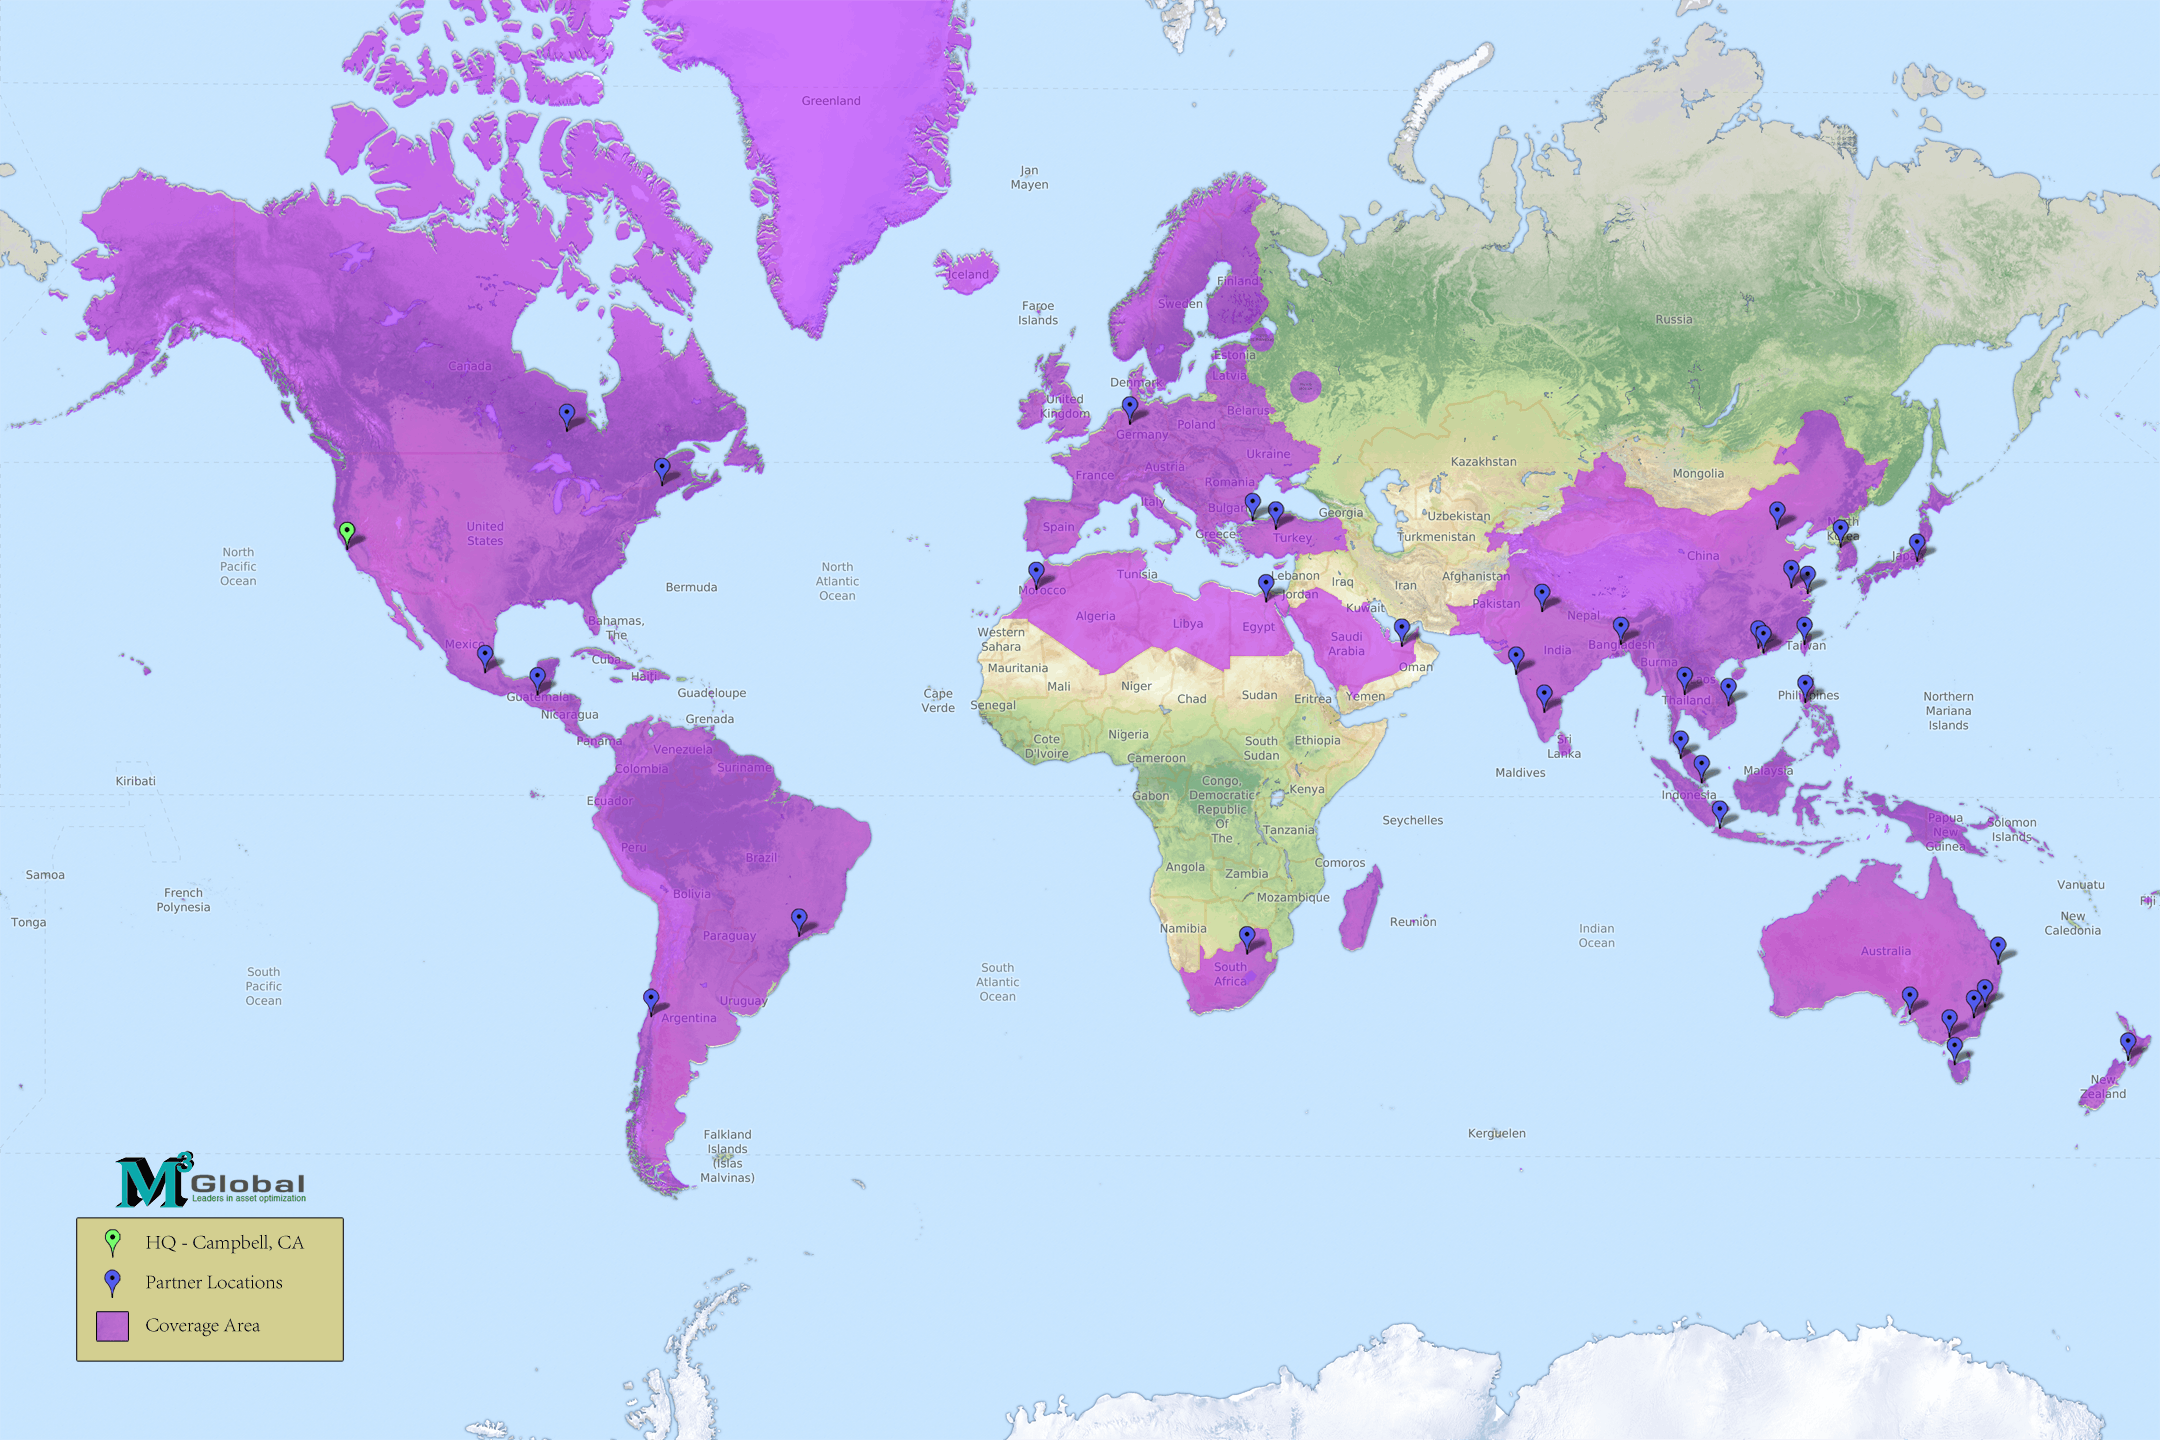 Greenland
Jan
Mayen
Iceland
Finland
Sweden
Faroe
Islands
Russia
Estonia
Latvia
Canada
Denmark
United
Kingdom
Belarus
Poland
Germany
Ukraine
Kazakhstan
Mongolia
France
Austria
Romania
Italy
Bulgar
Georgia
Uzbekistan
United
States
Spain
Greece
Turkey
Turkmenistan
North
Korea
Japa
China
North
Pacific
Ocean
North
Atlantic
Ocean
Bermuda
Tunisia
Lebanon
Iraq
Iran
Afghanistan
Morocco
Jordan
Kuwait
Pakistan
Nepal
Algeria
Libya
Egypt
Bahamas,
The
Western
Sahara
Saudi
Arabia
India
Bangladesh
Taiwan
Mexico
Cuba
Haiti
Mauritania
Oman
Burma
Guatemala
Guadeloupe
Cape
Verde
Mali
Niger
Chad
Sudan
Eritrea
Yemen
Laos
Thailand
Philippines
Northern
Mariana
Islands
Senegal
Nicaragua
Grenada
Panama
Venezuela
Cote
D'Ivoire
Nigeria
South
Sudan
Ethiopia
Sri
Lanka
Cameroon
Colombia
Suriname
Maldives
Malaysia
Kiribati
Ecuador
Gabon
Congo,
Democratic
Republic
Of
The
Kenya
Indonesia
Seychelles
Papua
New
Guinea
Solomon
Islands
Tanzania
Peru
Brazil
Comoros
Samoa
Angola
Zambia
Vanuatu
French
Polynesia
Bolivia
Mozambique
Fiji
Tonga
Namibia
Reunion
New
Caledonia
Paraguay
Indian
Ocean
Australia
South
Pacific
Ocean
South
Atlantic
Ocean
South
Africa
Uruguay
Argentina
New
Zealand
Falkland
Islands
(Islas
Malvinas)
Kerguelen
M3 Global
Leaders in asset optimization
HQ - Campbell, CA
Partner Locations
Coverage Area